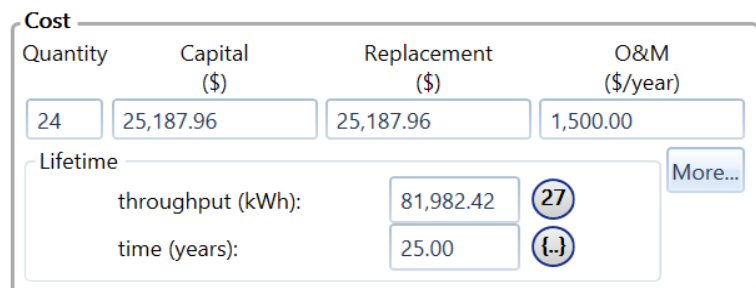 Cost
Quantity Capital Replacement O&M
($) ($) ($/year)
24 25,187.96 25,187.96 1,500.00
Lifetime More...
throughput (kWh): 81,982.42 27
time (years): 25.00 {..}